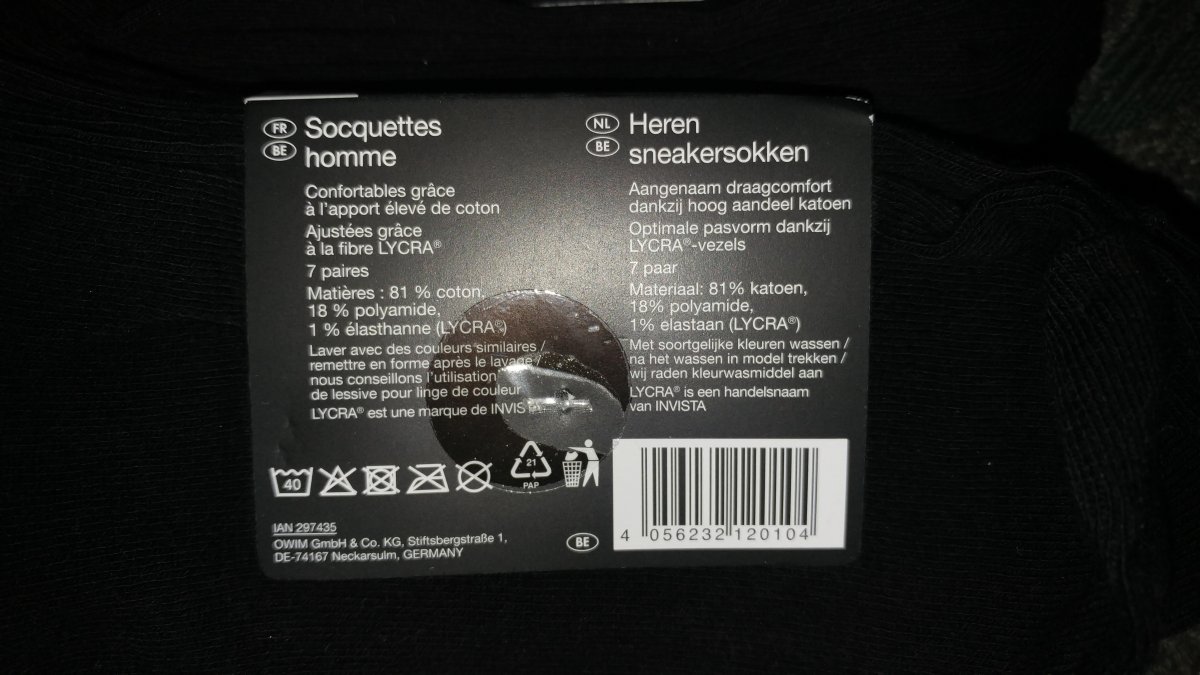 FR Socquettes
BE homme
Confortables grâce
à l'apport élevé de coton
Ajustées grâce
à la fibre LYCRA®
7 paires
Matières : 81 % coton,
18 % polyamide,
1 % élasthanne (LYCRA®)
Laver avec des couleurs similaires /
remettre en forme après le lavage /
nous conseillons l'utilisation
de lessive pour linge de couleur
LYCRA® est une marque de INVISTA
NL Heren
BE sneakersokken
Aangenaam draagcomfort
dankzij hoog aandeel katoen
Optimale pasvorm dankzij
LYCRA®-vezels
7 paar
Materiaal: 81% katoen,
18% polyamide,
1% elastaan (LYCRA®)
Met soortgelijke kleuren wassen /
na het wassen in model trekken /
wij raden kleurwasmiddel aan
LYCRA® is een handelsnaam
van INVISTA
40
21
PAP
IAN 297435
OWIM GmbH & Co. KG, Stiftsbergstraße 1,
DE-74167 Neckarsulm, GERMANY
BE
4 056232 120104